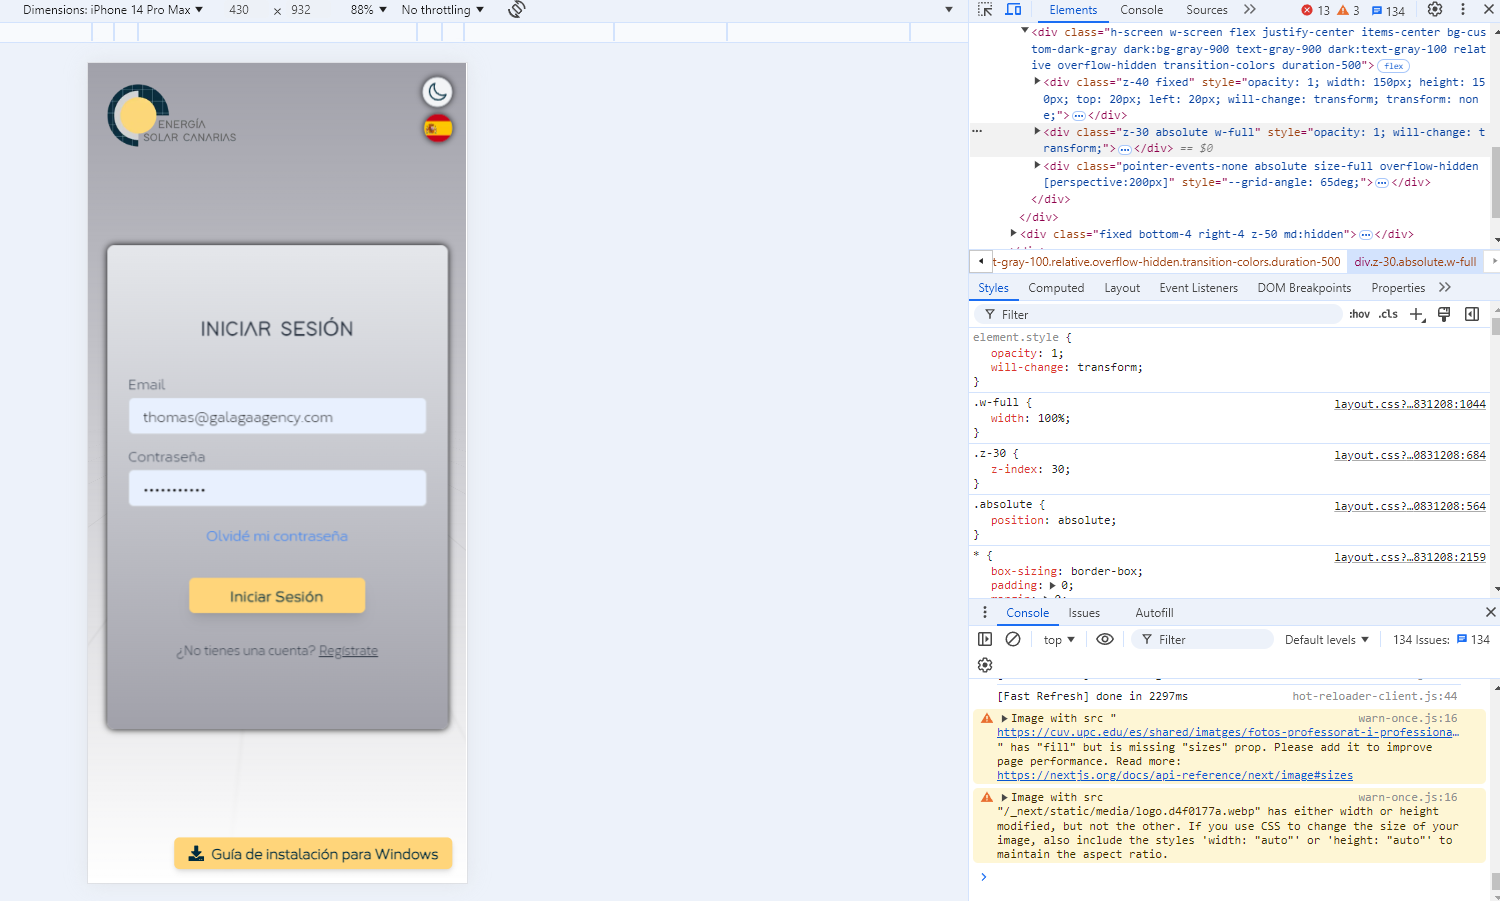 Dimensions: iPhone 14 Pro Max ▼ 430 × 932 88% ▼ No throttling ▼
ENERGÍA
SOLAR CANARIAS
INICIAR SESIÓN
Email
thomas@galagaagency.com
Contraseña
•••••••••••
Olvidé mi contraseña
Iniciar Sesión
¿No tienes una cuenta? Regístrate
Guía de instalación para Windows
Elements Console Sources 13 3 134
<div class="h-screen w-screen flex justify-center items-center bg-cus
tom-dark-gray dark:bg-gray-900 text-gray-900 dark:text-gray-100 relat
ive overflow-hidden transition-colors duration-500"> flex
<div class="z-40 fixed" style="opacity: 1; width: 150px; height: 15
0px; top: 20px; left: 20px; will-change: transform; transform: non
e;"> … </div>
<div class="z-30 absolute w-full" style="opacity: 1; will-change: t
ransform;"> … </div> == $0
<div class="pointer-events-none absolute size-full overflow-hidden
[perspective:200px]" style="--grid-angle: 65deg;"> … </div>
</div>
</div>
<div class="fixed bottom-4 right-4 z-50 md:hidden"> … </div>
t-gray-100.relative.overflow-hidden.transition-colors.duration-500 div.z-30.absolute.w-full
Styles Computed Layout Event Listeners DOM Breakpoints Properties
Filter :hov .cls
element.style {
opacity: 1;
will-change: transform;
}
.w-full { layout.css?…831208:1044
width: 100%;
}
.z-30 { layout.css?…0831208:684
z-index: 30;
}
.absolute { layout.css?…0831208:564
position: absolute;
}
* { layout.css?…831208:2159
box-sizing: border-box;
padding: ▶ 0;
Console Issues Autofill
top ▼ Filter Default levels ▼ 134 Issues: 134
[Fast Refresh] done in 2297ms hot-reloader-client.js:44
Image with src " warn-once.js:16
https://cuv.upc.edu/es/shared/imatges/fotos-professorat-i-professiona…
" has "fill" but is missing "sizes" prop. Please add it to improve
page performance. Read more:
https://nextjs.org/docs/api-reference/next/image#sizes
Image with src warn-once.js:16
"/_next/static/media/logo.d4f0177a.webp" has either width or height
modified, but not the other. If you use CSS to change the size of your
image, also include the styles 'width: "auto"' or 'height: "auto"' to
maintain the aspect ratio.